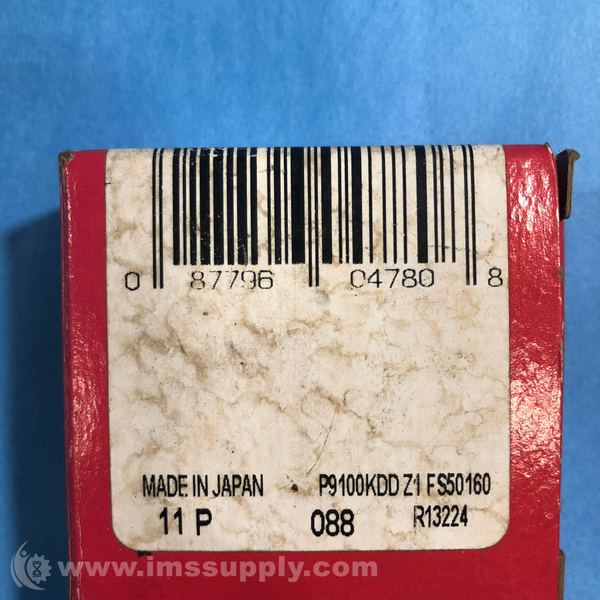 0 87796 04780 8
MADE IN JAPAN P9100KDD Z1 FS50160
11 P 088 R13224
www.imssupply.com